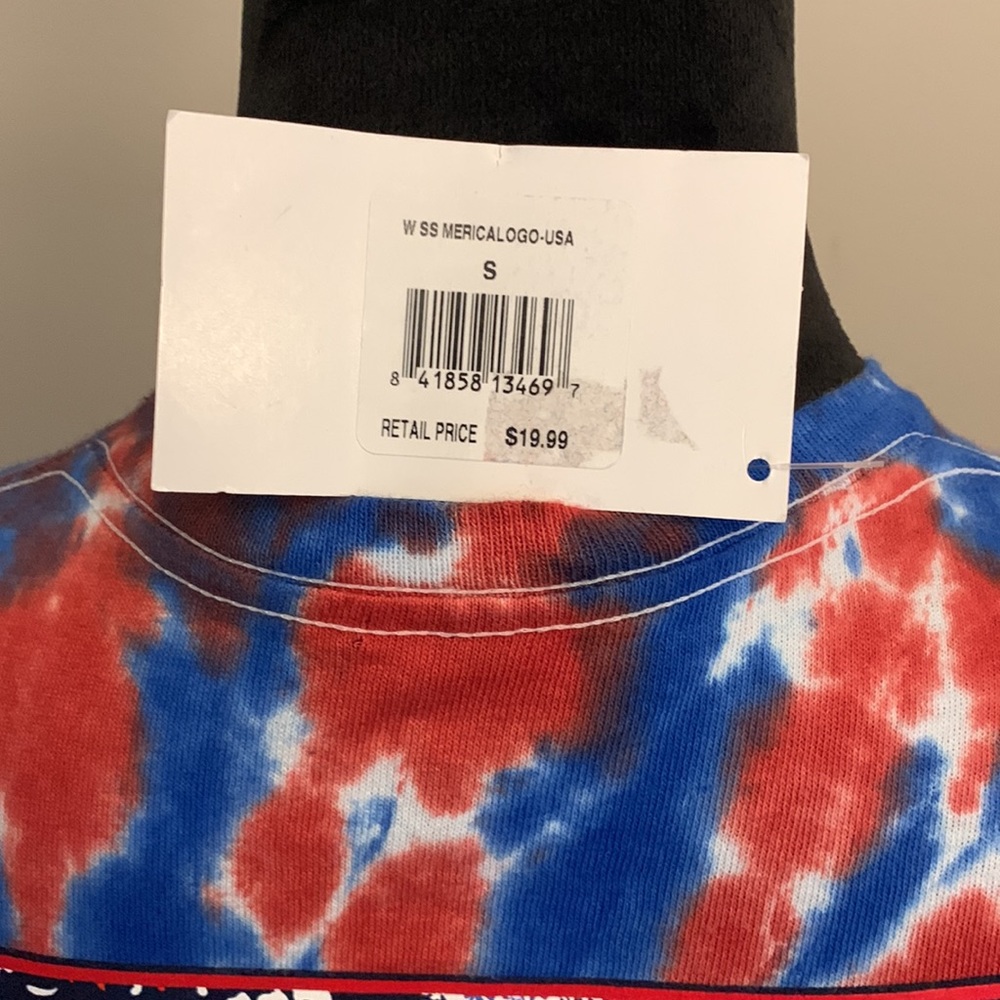 W SS MERICALOGO-USA
S
8 41858 13469 7
RETAIL PRICE $19.99